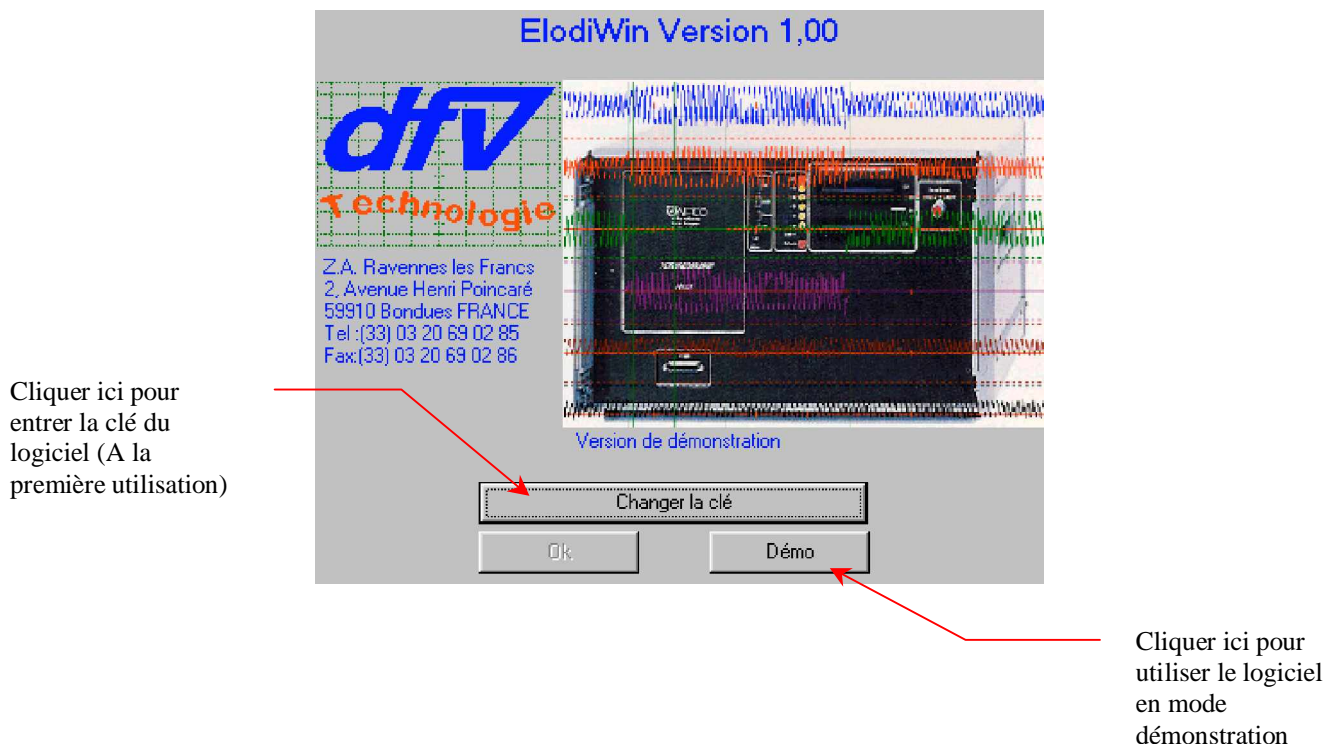 ElodiWin Version 1,00
dfv
Technologie
Z.A. Ravennes les Francs
2, Avenue Henri Poincaré
59910 Bondues FRANCE
Tel :(33) 03 20 69 02 85
Fax:(33) 03 20 69 02 86
Version de démonstration
Cliquer ici pour
entrer la clé du
logiciel (A la
première utilisation)
Changer la clé
Ok
Démo
Cliquer ici pour
utiliser le logiciel
en mode
démonstration